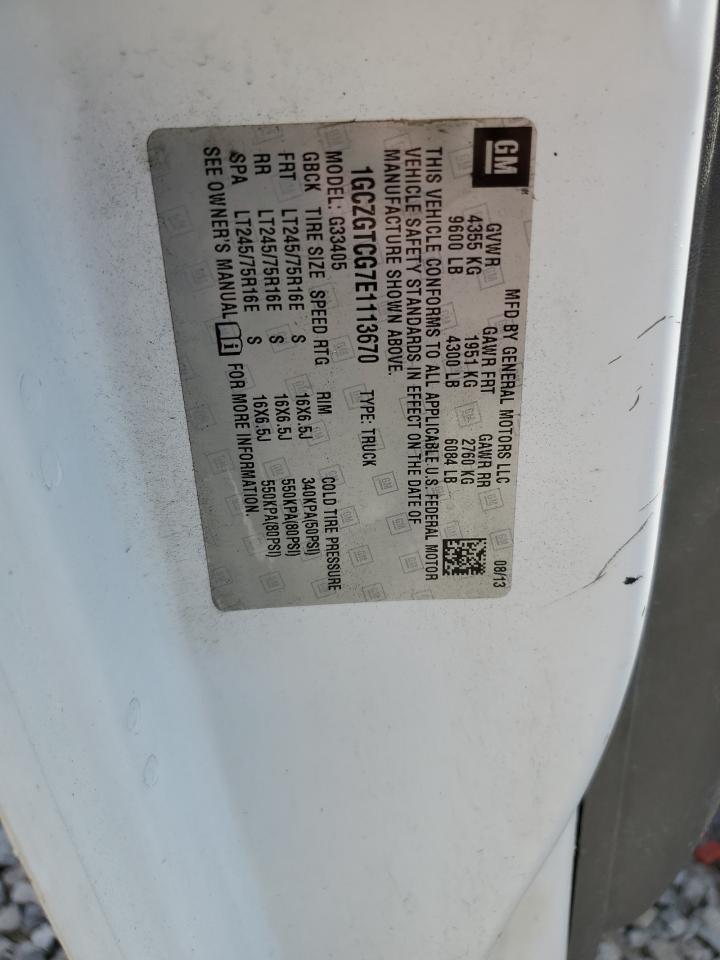 GM
MFD BY GENERAL MOTORS LLC 08/13
GVWR GAWR FRT GAWR RR
4355 KG 1951 KG 2760 KG
9600 LB 4300 LB 6084 LB
THIS VEHICLE CONFORMS TO ALL APPLICABLE U.S. FEDERAL MOTOR
VEHICLE SAFETY STANDARDS IN EFFECT ON THE DATE OF
MANUFACTURE SHOWN ABOVE.
1GCZGTCG7E1113670 TYPE: TRUCK
MODEL: G33405
GBCK TIRE SIZE SPEED RTG RIM COLD TIRE PRESSURE
FRT LT245/75R16E S 16X6.5J 340KPA(50PSI)
RR LT245/75R16E S 16X6.5J 550KPA(80PSI)
SPA LT245/75R16E S 16X6.5J 550KPA(80PSI)
SEE OWNER'S MANUAL i FOR MORE INFORMATION.